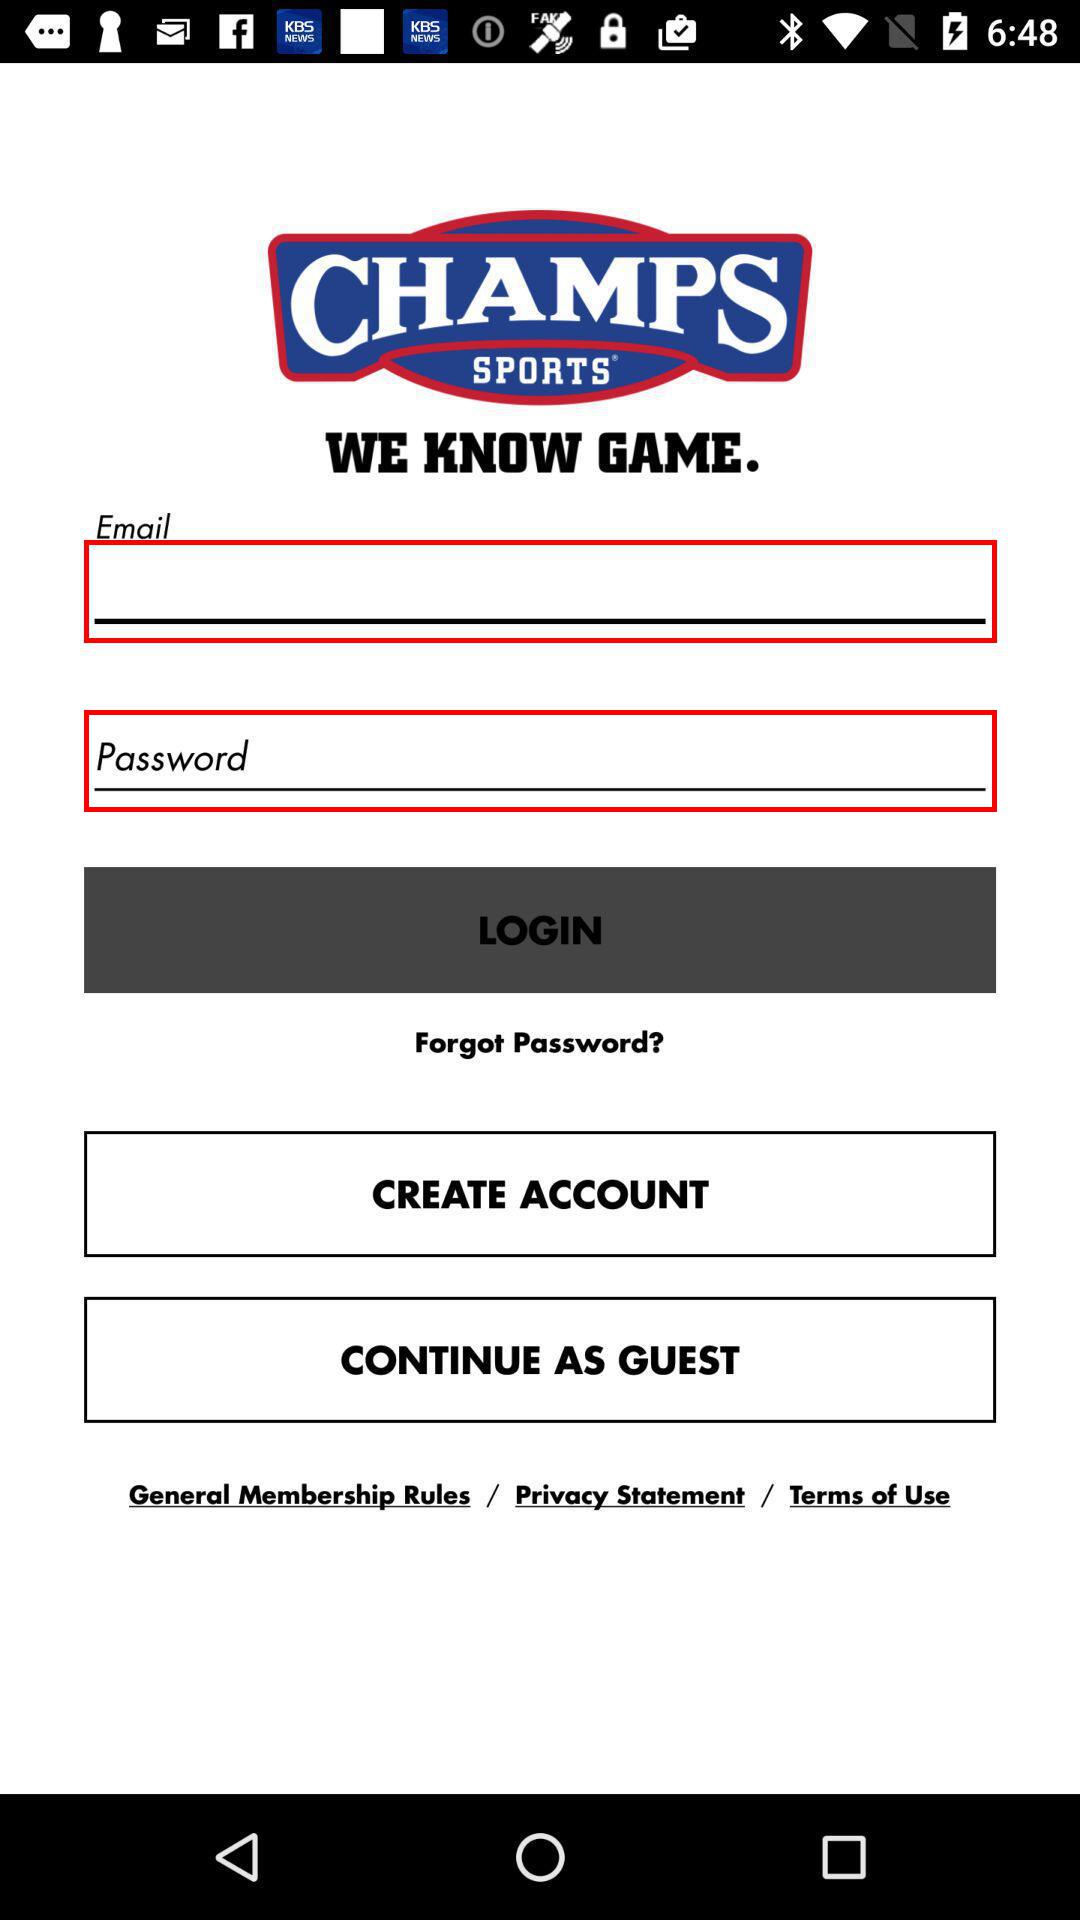 KBS NEWS KBS NEWS FAKE 6:48
CHAMPS
SPORTS®
WE KNOW GAME.
Email
Password
LOGIN
Forgot Password?
CREATE ACCOUNT
CONTINUE AS GUEST
General Membership Rules / Privacy Statement / Terms of Use